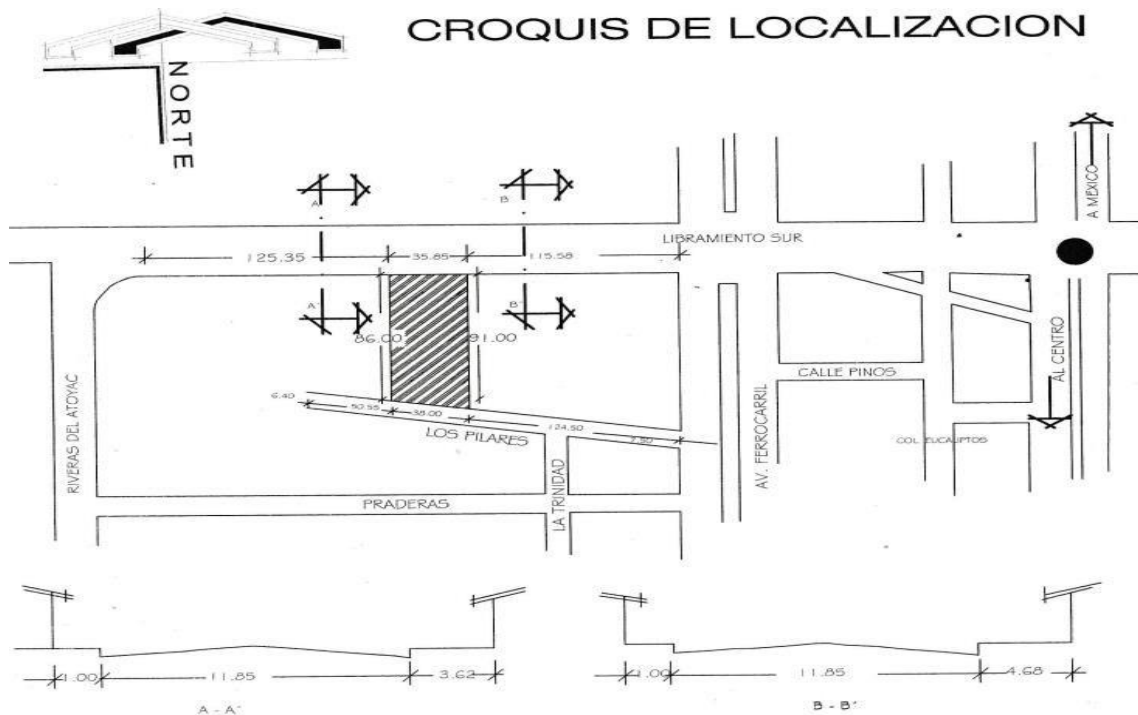 CROQUIS DE LOCALIZACION
NORTE
A MEXICO
A
B
LIBRAMIENTO SUR
125.35
35.85
115.58
A'
B'
86.00
91.00
RIVERAS DEL ATOYAC
AL CENTRO
CALLE PINOS
6.40
50.55
38.00
124.50
7.50
LOS PILARES
COL. EUCALIPTOS
AV. FERROCARRIL
LA TRINIDAD
PRADERAS
1.00
11.85
3.62
1.00
11.85
4.68
A - A'
B - B'